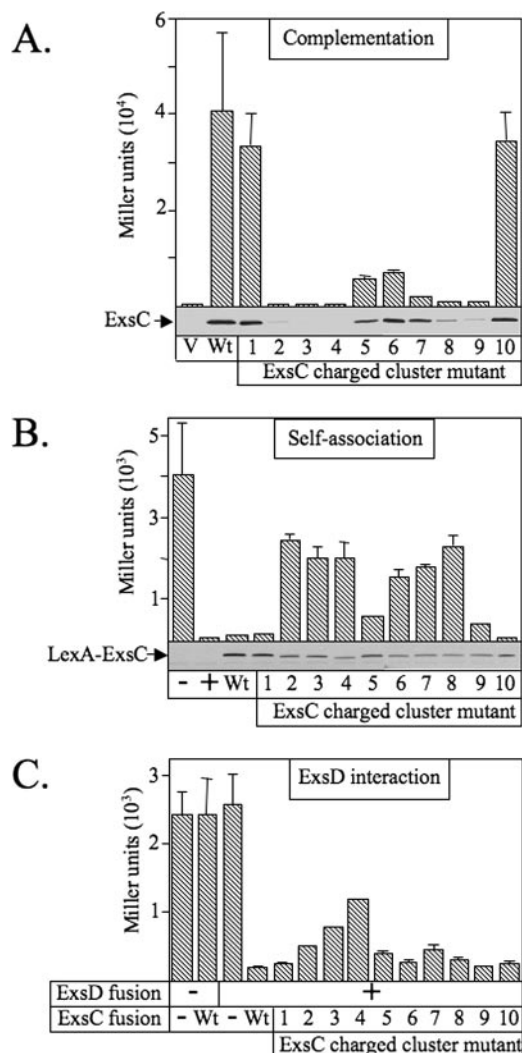 A.
Complementation
Miller units (10⁴)
6
4
2
ExsC
V Wt 1 2 3 4 5 6 7 8 9 10
ExsC charged cluster mutant
B.
Self-association
Miller units (10³)
5
3
1
LexA-ExsC
- + Wt 1 2 3 4 5 6 7 8 9 10
ExsC charged cluster mutant
C.
ExsD interaction
Miller units (10³)
3
2
1
ExsD fusion - +
ExsC fusion - Wt - Wt 1 2 3 4 5 6 7 8 9 10
ExsC charged cluster mutant